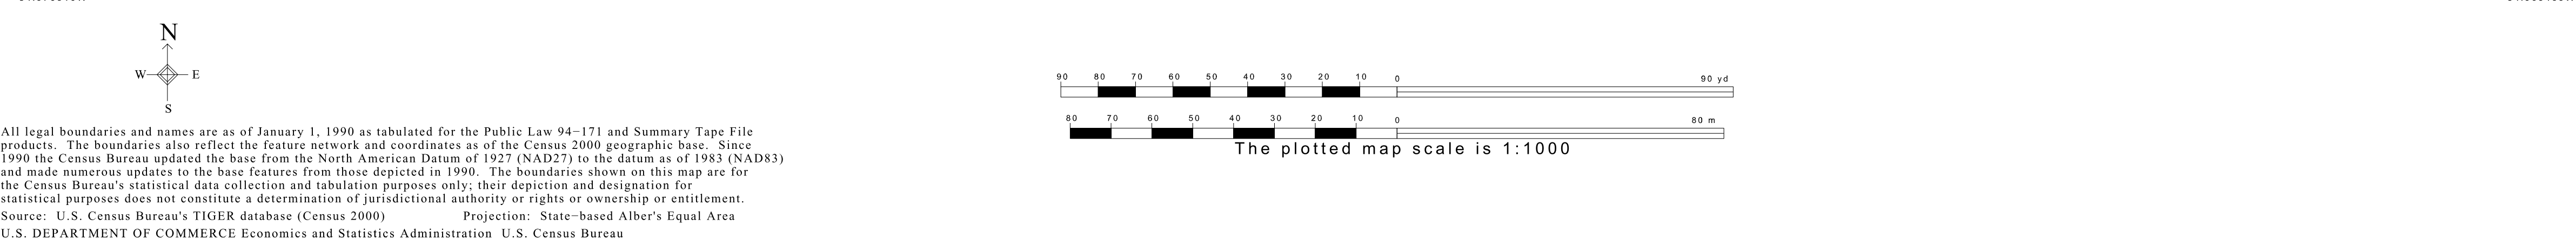 N
W E
S
All legal boundaries and names are as of January 1, 1990 as tabulated for the Public Law 94−171 and Summary Tape File
products. The boundaries also reflect the feature network and coordinates as of the Census 2000 geographic base. Since
1990 the Census Bureau updated the base from the North American Datum of 1927 (NAD27) to the datum as of 1983 (NAD83)
and made numerous updates to the base features from those depicted in 1990. The boundaries shown on this map are for
the Census Bureau's statistical data collection and tabulation purposes only; their depiction and designation for
statistical purposes does not constitute a determination of jurisdictional authority or rights or ownership or entitlement.
Source: U.S. Census Bureau's TIGER database (Census 2000) Projection: State−based Alber's Equal Area
U.S. DEPARTMENT OF COMMERCE Economics and Statistics Administration U.S. Census Bureau
90 80 70 60 50 40 30 20 10 0 90 yd
80 70 60 50 40 30 20 10 0 80 m
The plotted map scale is 1:1000